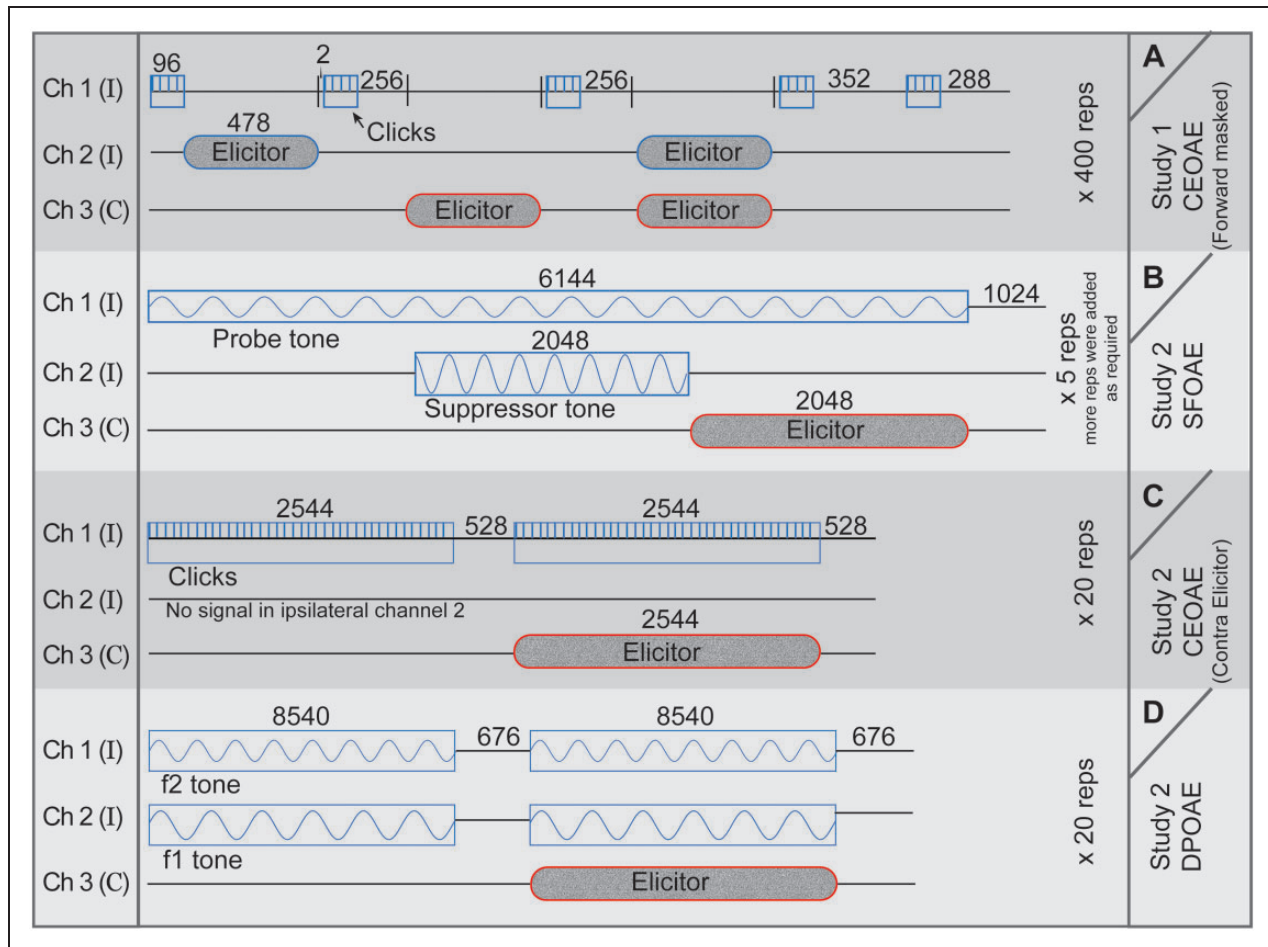 96
2
Ch 1 (I)
256
256
352
288
Clicks
478
Ch 2 (I)
Elicitor
Elicitor
Ch 3 (C)
Elicitor
Elicitor
x 400 reps
A
Study 1
CEOAE
(Forward masked)
6144
1024
Ch 1 (I)
Probe tone
2048
Ch 2 (I)
Suppressor tone
2048
Ch 3 (C)
Elicitor
x 5 reps
more reps were added
as required
B
Study 2
SFOAE
2544
2544
Ch 1 (I)
528
528
Clicks
Ch 2 (I)
No signal in ipsilateral channel 2
2544
Ch 3 (C)
Elicitor
x 20 reps
C
Study 2
CEOAE
(Contra Elicitor)
8540
8540
Ch 1 (I)
676
676
f2 tone
Ch 2 (I)
f1 tone
Ch 3 (C)
Elicitor
x 20 reps
D
Study 2
DPOAE